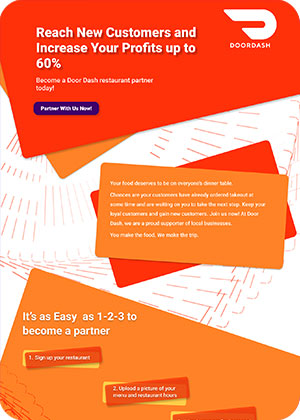 Reach New Customers and
Increase Your Profits up to
60%
DOORDASH
Become a Door Dash restaurant partner
today!
Partner With Us Now!
Your food deserves to be on everyone's dinner table.
Chances are your customers have already ordered takeout at
some time and are waiting on you to take the next step. Keep your
loyal customers and gain new customers. Join us now! At Door
Dash, we are a proud supporter of local businesses.
You make the food. We make the trip.
It's as Easy as 1-2-3 to
become a partner
1. Sign up your restaurant
2. Upload a picture of your
menu and restaurant hours